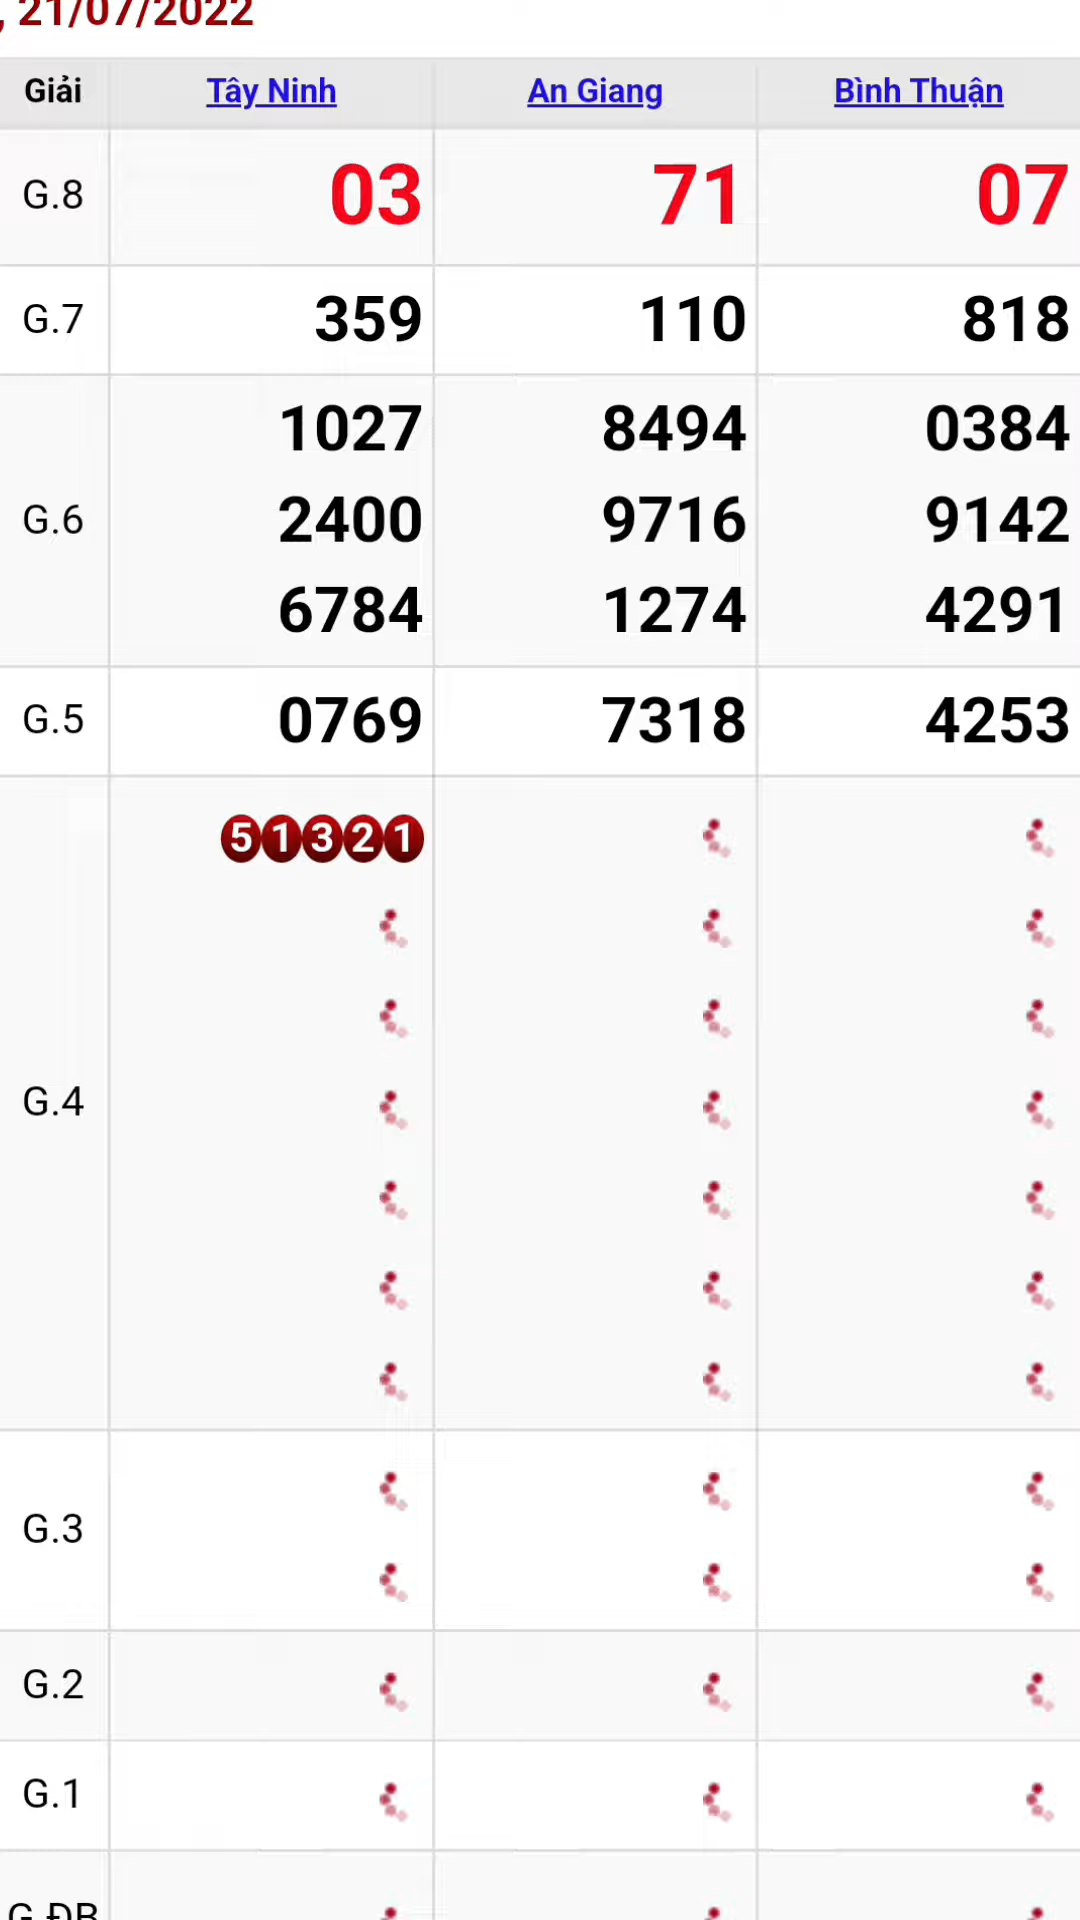 , 21/07/2022
Giải Tây Ninh An Giang Bình Thuận
G.8 03 71 07
G.7 359 110 818
1027 8494 0384
G.6 2400 9716 9142
6784 1274 4291
G.5 0769 7318 4253
51321
G.4
G.3
G.2
G.1
G.ĐB